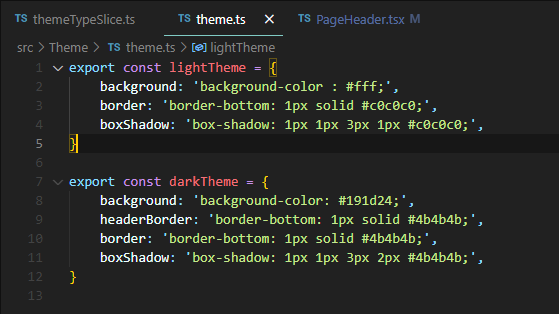 TS themeTypeSlice.ts TS theme.ts × TS PageHeader.tsx M
src > Theme > TS theme.ts > lightTheme
1 export const lightTheme = {
2 background: 'background-color : #fff;',
3 border: 'border-bottom: 1px solid #c0c0c0;',
4 boxShadow: 'box-shadow: 1px 1px 3px 1px #c0c0c0;',
5 }
6
7 export const darkTheme = {
8 background: 'background-color: #191d24;',
9 headerBorder: 'border-bottom: 1px solid #4b4b4b;',
10 border: 'border-bottom: 1px solid #4b4b4b;',
11 boxShadow: 'box-shadow: 1px 1px 3px 2px #4b4b4b;',
12 }
13